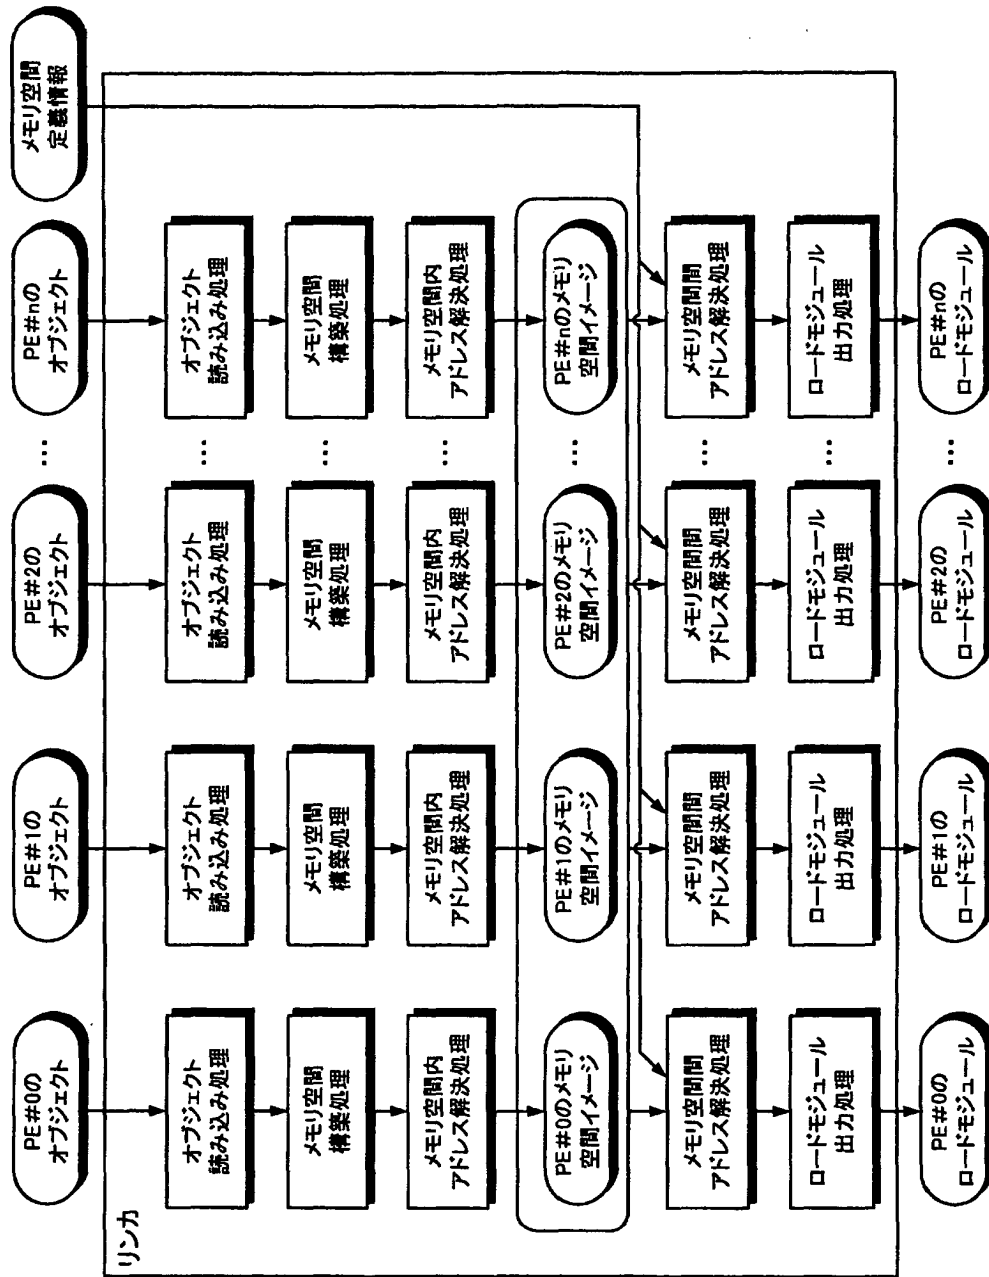 PE#0の
オブジェクト
PE#1の
オブジェクト
PE#2の
オブジェクト
…
PE#nの
オブジェクト
メモリ空間
定義情報
リンカ
オブジェクト
読み込み処理
オブジェクト
読み込み処理
オブジェクト
読み込み処理
…
オブジェクト
読み込み処理
メモリ空間
構築処理
メモリ空間
構築処理
メモリ空間
構築処理
…
メモリ空間
構築処理
メモリ空間内
アドレス解決処理
メモリ空間内
アドレス解決処理
メモリ空間内
アドレス解決処理
…
メモリ空間内
アドレス解決処理
PE#0のメモリ
空間イメージ
PE#1のメモリ
空間イメージ
PE#2のメモリ
空間イメージ
…
PE#nのメモリ
空間イメージ
メモリ空間間
アドレス解決処理
メモリ空間間
アドレス解決処理
メモリ空間間
アドレス解決処理
…
メモリ空間間
アドレス解決処理
ロードモジュール
出力処理
ロードモジュール
出力処理
ロードモジュール
出力処理
…
ロードモジュール
出力処理
PE#0の
ロードモジュール
PE#1の
ロードモジュール
PE#2の
ロードモジュール
…
PE#nの
ロードモジュール